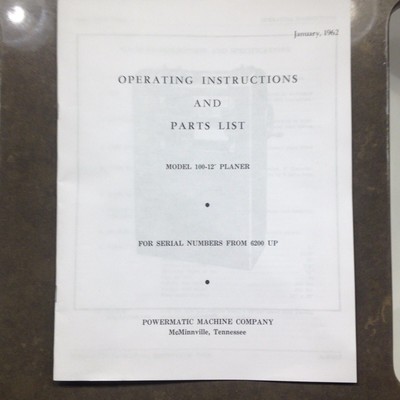 January, 1962
OPERATING INSTRUCTIONS
AND
PARTS LIST
MODEL 100-12" PLANER
FOR SERIAL NUMBERS FROM 6200 UP
POWERMATIC MACHINE COMPANY
McMinnville, Tennessee